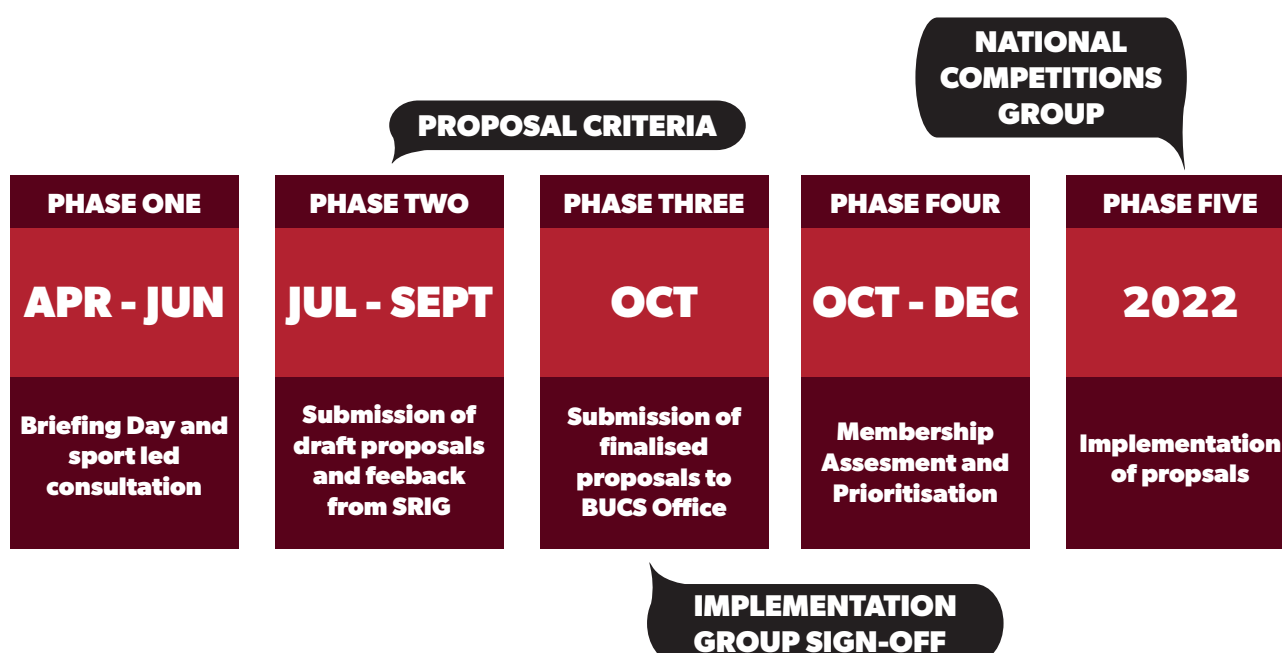 NATIONAL
COMPETITIONS
GROUP
PROPOSAL CRITERIA
PHASE ONE
APR - JUN
Briefing Day and
sport led
consultation
PHASE TWO
JUL - SEPT
Submission of
draft proposals
and feeback
from SRIG
PHASE THREE
OCT
Submission of
finalised
proposals to
BUCS Office
PHASE FOUR
OCT - DEC
Membership
Assesment and
Prioritisation
PHASE FIVE
2022
Implementation
of propsals
IMPLEMENTATION
GROUP SIGN-OFF